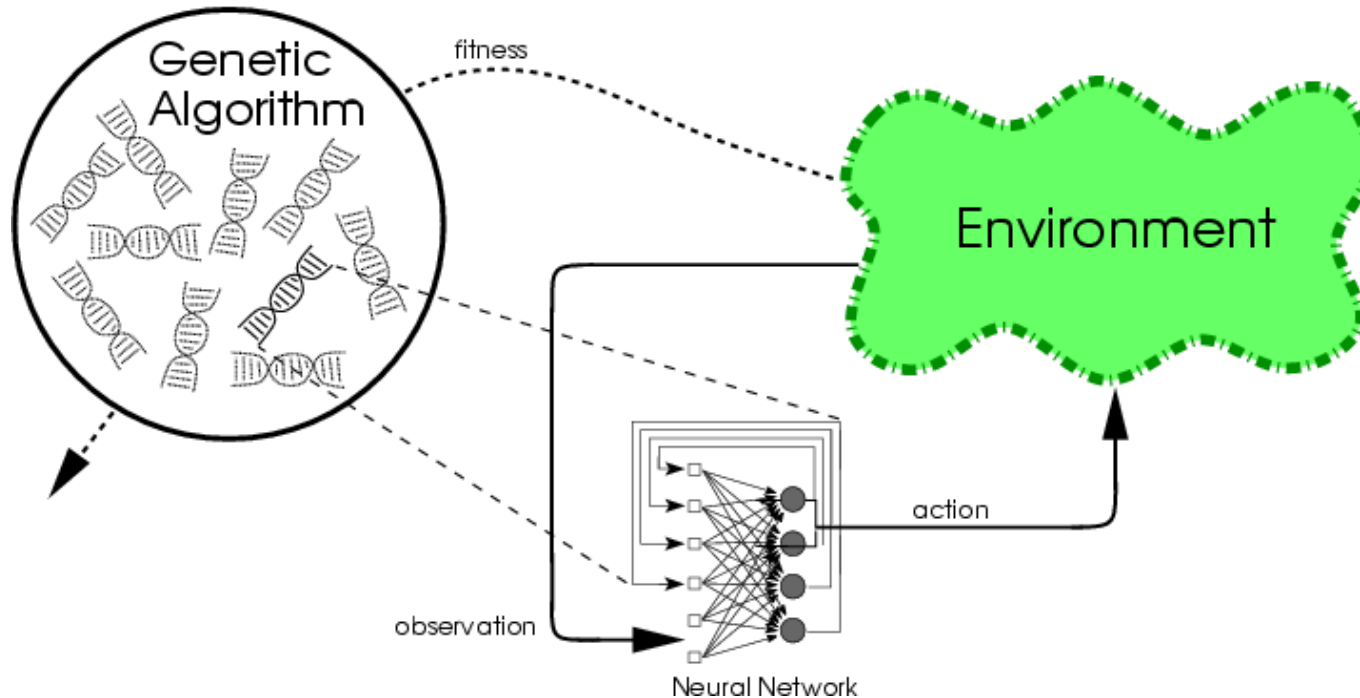 Genetic
Algorithm
fitness
Environment
action
observation
Neural Network